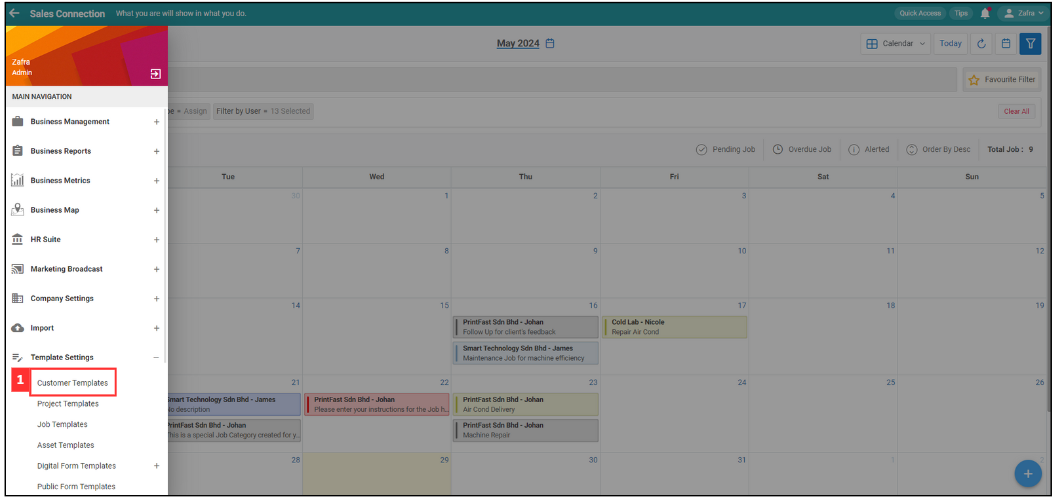 Sales Connection What you are will show in what you do.
Quick Access Tips Zafra
Zafra
Admin
May 2024
Calendar Today
MAIN NAVIGATION
Favourite Filter
Business Management +
Assign Filter by User = 13 Selected
Clear All
Business Reports +
Pending Job Overdue Job Alerted Order By Desc Total Job : 9
Business Metrics +
Tue Wed Thu Fri Sat Sun
Business Map +
30 1 2 3 4 5
HR Suite +
7 8 9 10 11 12
Marketing Broadcast +
Company Settings +
14 15 16 17 18 19
Import +
PrintFast Sdn Bhd - Johan
Follow Up for client's feedback
Cold Lab - Nicole
Repair Air Cond
Template Settings −
Smart Technology Sdn Bhd - James
Maintenance Job for machine efficiency
1 Customer Templates
21 22 23 24 25 26
Project Templates
Smart Technology Sdn Bhd - James
No description
PrintFast Sdn Bhd - Johan
Please enter your instructions for the Job h...
PrintFast Sdn Bhd - Johan
Air Cond Delivery
Job Templates
PrintFast Sdn Bhd - Johan
This is a special Job Category created for y...
PrintFast Sdn Bhd - Johan
Machine Repair
Asset Templates
Digital Form Templates +
28 29 30 31 1 2
Public Form Templates
+